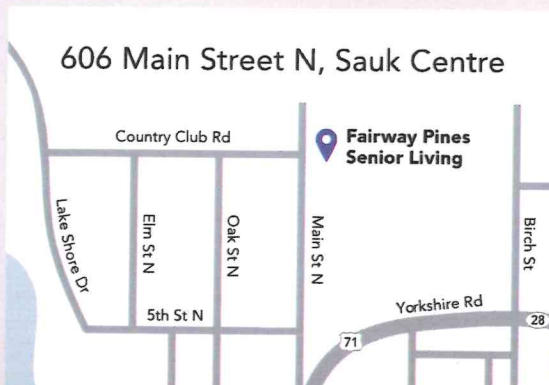 606 Main Street N, Sauk Centre
Country Club Rd
Fairway Pines
Senior Living
Lake Shore Dr
Elm St N
Oak St N
Main St N
Birch St
5th St N
Yorkshire Rd
71
28